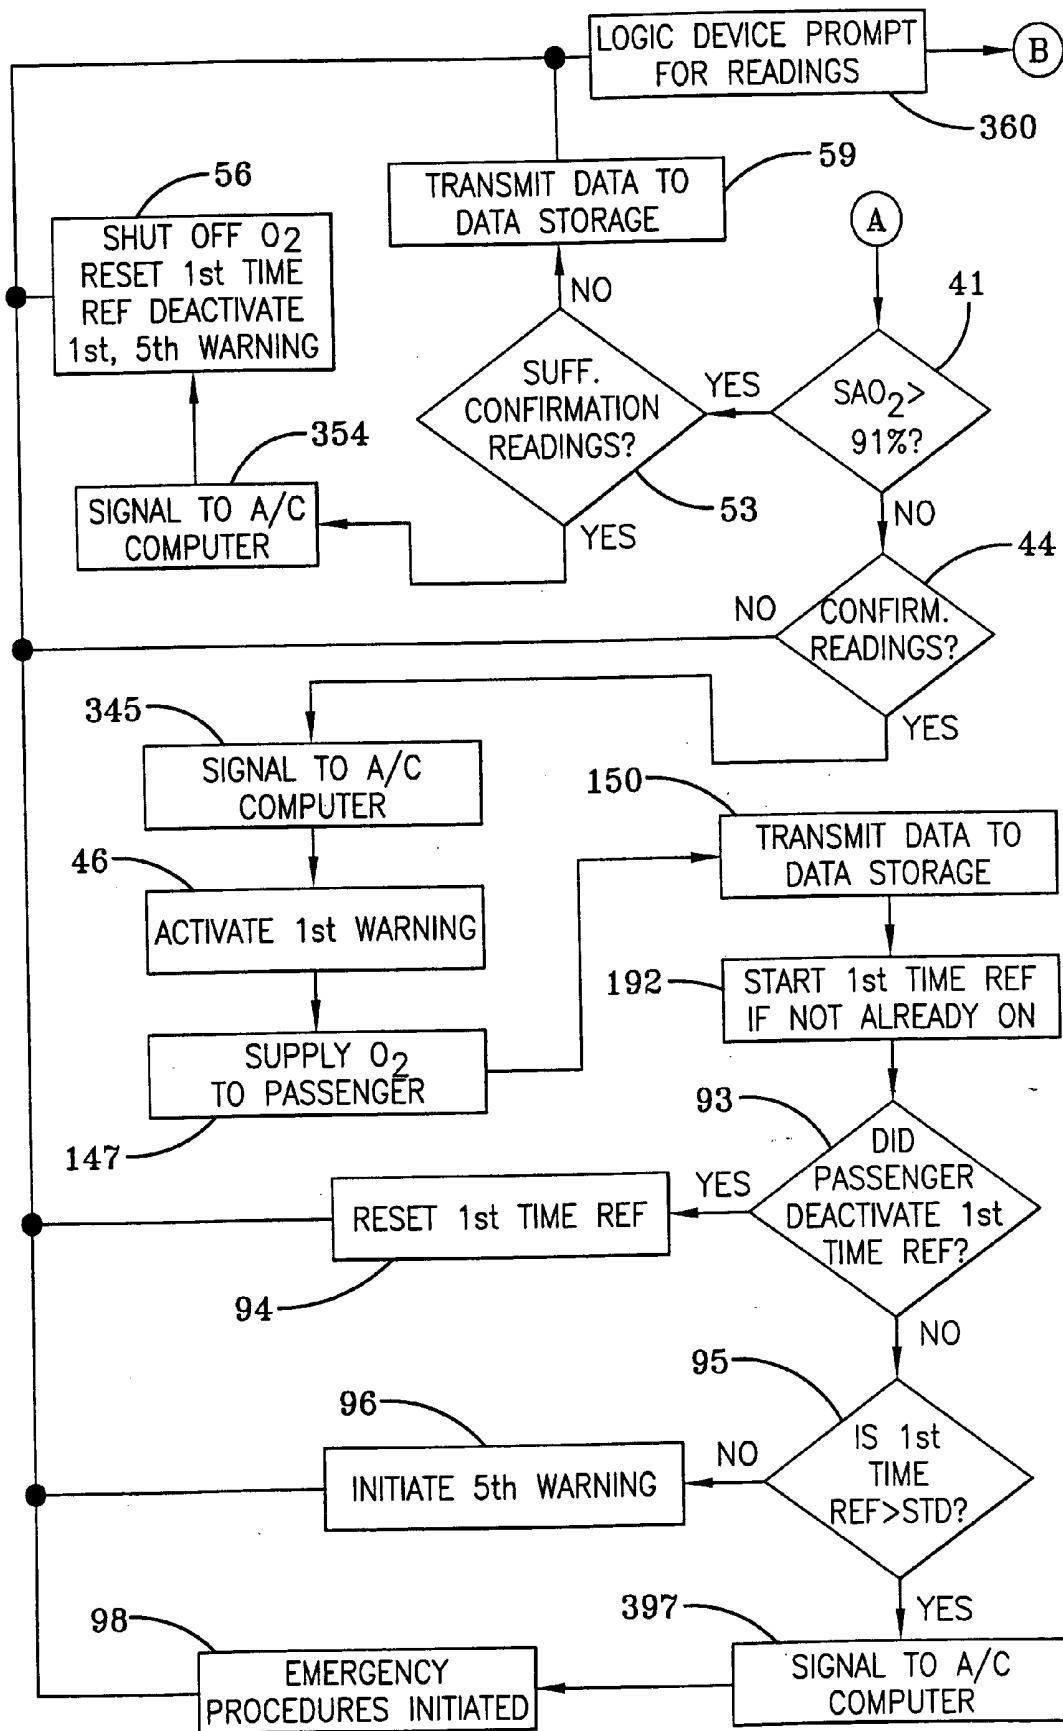 LOGIC DEVICE PROMPT
FOR READINGS
B
360
59
TRANSMIT DATA TO
DATA STORAGE
56
SHUT OFF O2
RESET 1st TIME
REF DEACTIVATE
1st, 5th WARNING
A
NO
41
SAO2>
91%?
YES
SUFF.
CONFIRMATION
READINGS?
53
YES
354
SIGNAL TO A/C
COMPUTER
NO
44
CONFIRM.
READINGS?
NO
YES
345
SIGNAL TO A/C
COMPUTER
46
ACTIVATE 1st WARNING
SUPPLY O2
TO PASSENGER
147
150
TRANSMIT DATA TO
DATA STORAGE
192
START 1st TIME REF
IF NOT ALREADY ON
93
DID
PASSENGER
DEACTIVATE 1st
TIME REF?
YES
RESET 1st TIME REF
94
NO
95
IS 1st
TIME
REF>STD?
NO
96
INITIATE 5th WARNING
YES
397
SIGNAL TO A/C
COMPUTER
98
EMERGENCY
PROCEDURES INITIATED